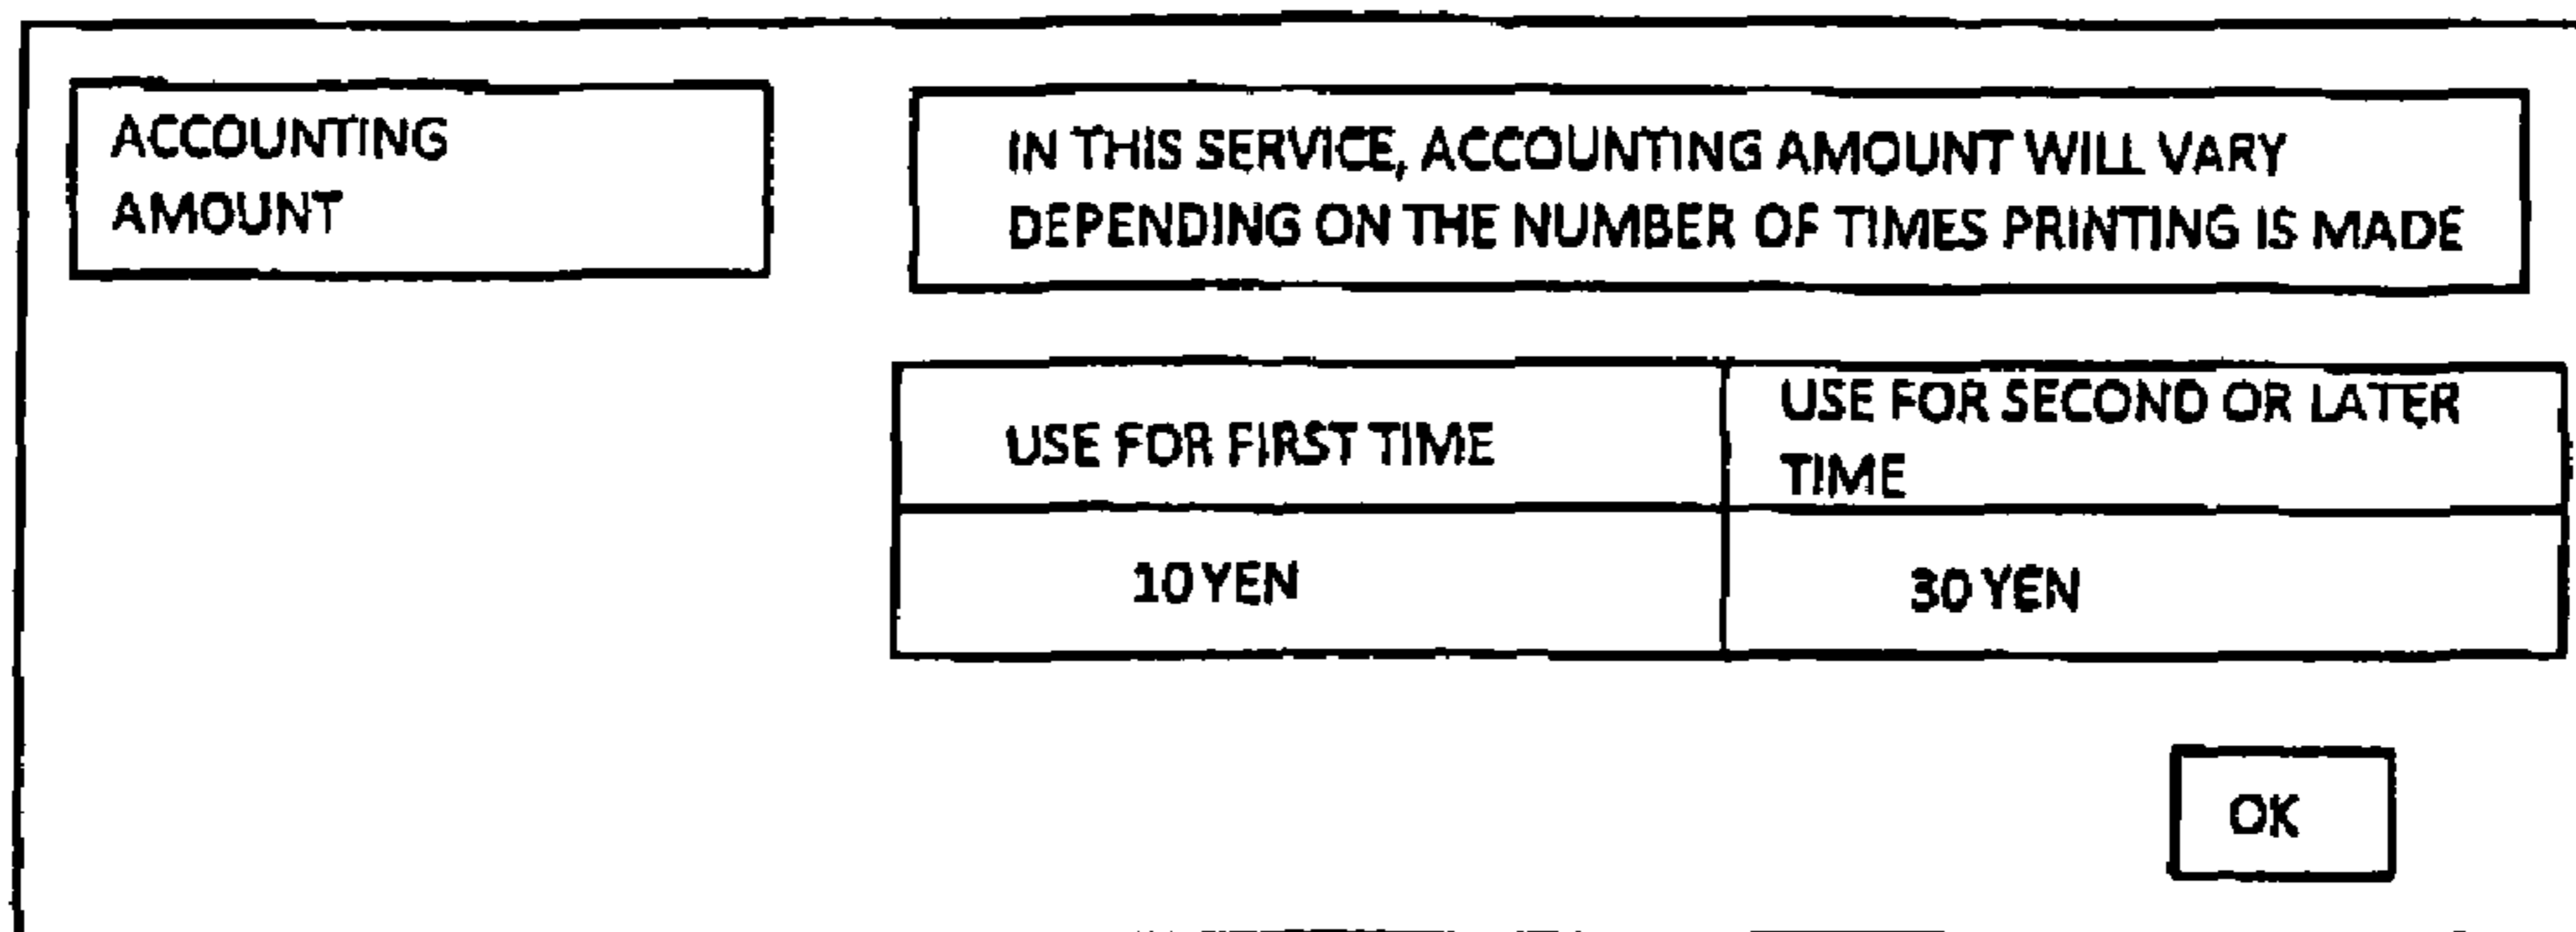 ACCOUNTING
AMOUNT
IN THIS SERVICE, ACCOUNTING AMOUNT WILL VARY
DEPENDING ON THE NUMBER OF TIMES PRINTING IS MADE
USE FOR FIRST TIME
USE FOR SECOND OR LATER
TIME
10 YEN
30 YEN
OK